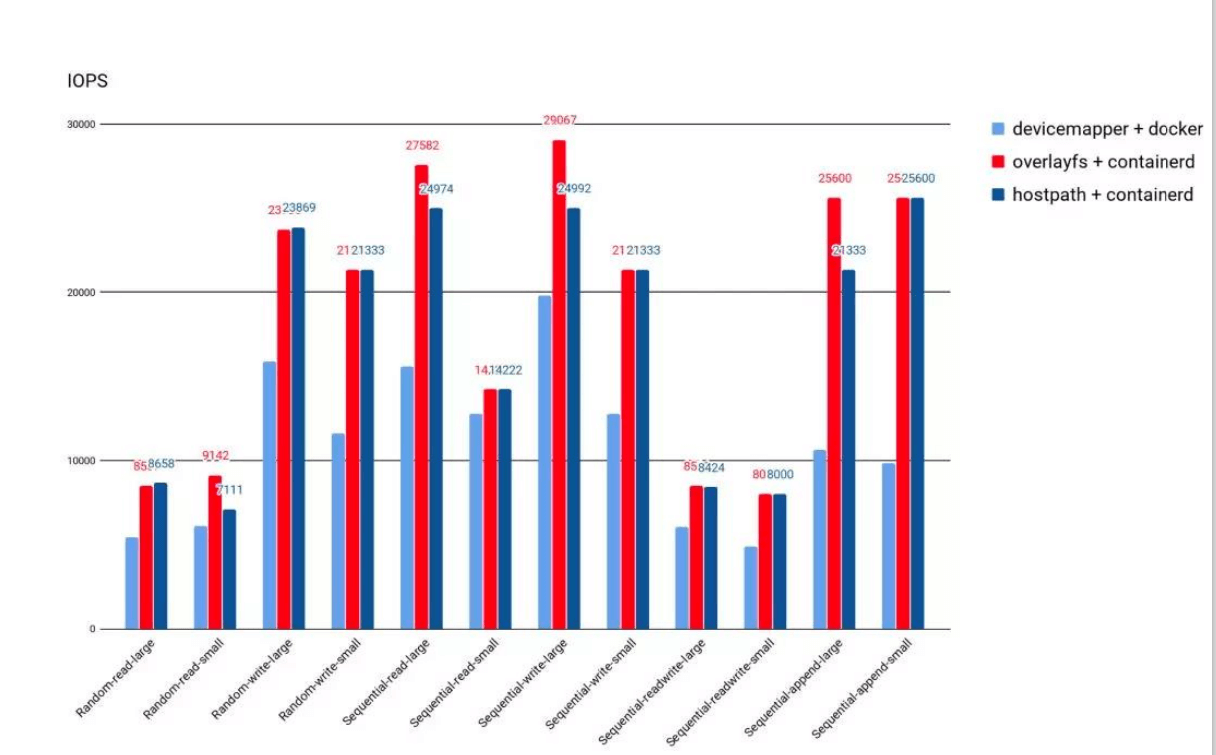 IOPS
30000
20000
10000
0
devicemapper + docker
overlayfs + containerd
hostpath + containerd
8658
9142
7111
23869
21333
27582
24974
14222
29067
24992
21333
8424
8000
25600
21333
25600
Random-read-large
Random-read-small
Random-write-large
Random-write-small
Sequential-read-large
Sequential-read-small
Sequential-write-large
Sequential-write-small
Sequential-readwrite-large
Sequential-readwrite-small
Sequential-append-large
Sequential-append-small